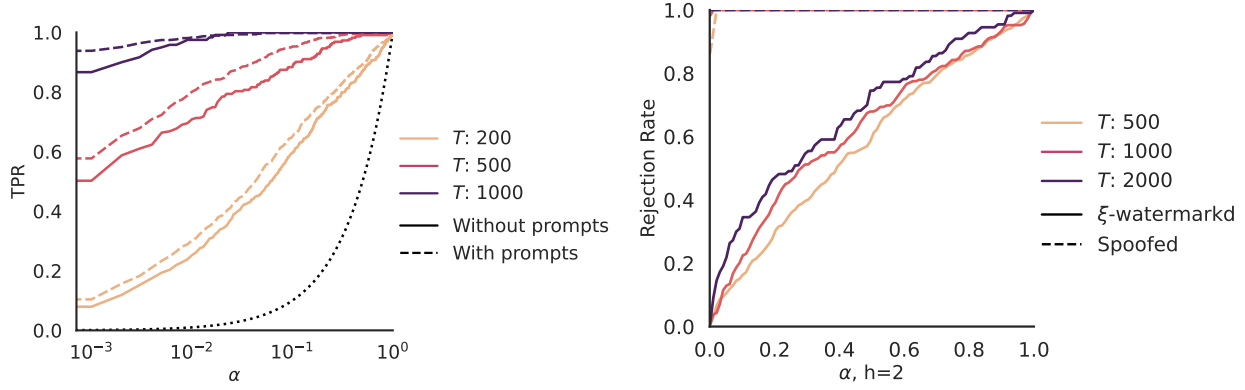 TPR
1.0
0.8
0.6
0.4
0.2
0.0
10⁻³
10⁻²
10⁻¹
10⁰
α
T: 200
T: 500
T: 1000
Without prompts
With prompts
Rejection Rate
1.0
0.8
0.6
0.4
0.2
0.0
0.0
0.2
0.4
0.6
0.8
1.0
α, h=2
T: 500
T: 1000
T: 2000
ξ-watermarkd
Spoofed